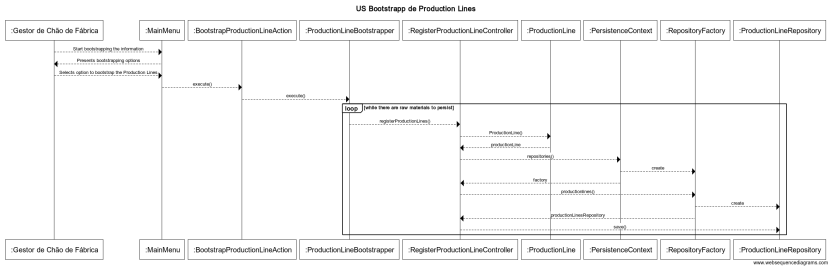 US Bootstrapp de Production Lines
:Gestor de Chão de Fábrica
:MainMenu
:BootstrapProductionLineAction
:ProductionLineBootstrapper
:RegisterProductionLineController
:ProductionLine
:PersistenceContext
:RepositoryFactory
:ProductionLineRepository
Start bootstrapping the information
Presents bootstrapping options
Selects option to bootstrap the Production Lines
execute()
execute()
loop
[while there are raw materials to persist]
registerProductionLines()
ProductionLine()
productionLine
repositories()
create
factory
productionlines()
create
productionLinesRepository
save()
:Gestor de Chão de Fábrica
:MainMenu
:BootstrapProductionLineAction
:ProductionLineBootstrapper
:RegisterProductionLineController
:ProductionLine
:PersistenceContext
:RepositoryFactory
:ProductionLineRepository
www.websequencediagrams.com